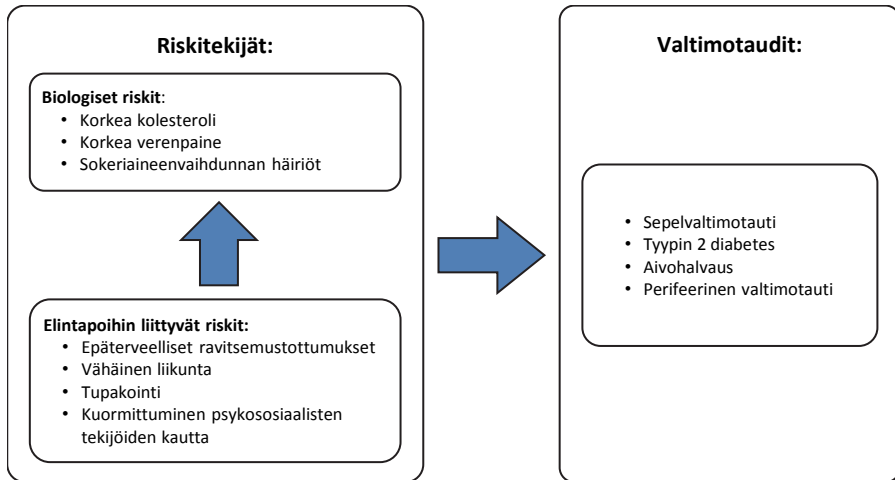 Riskitekijät:
Biologiset riskit:
• Korkea kolesteroli
• Korkea verenpaine
• Sokeriaineenvaihdunnan häiriöt
Elintapoihin liittyvät riskit:
• Epäterveelliset ravitsemustottumukset
• Vähäinen liikunta
• Tupakointi
• Kuormittuminen psykososiaalisten
tekijöiden kautta
Valtimotaudit:
• Sepelvaltimotauti
• Tyypin 2 diabetes
• Aivohalvaus
• Perifeerinen valtimotauti